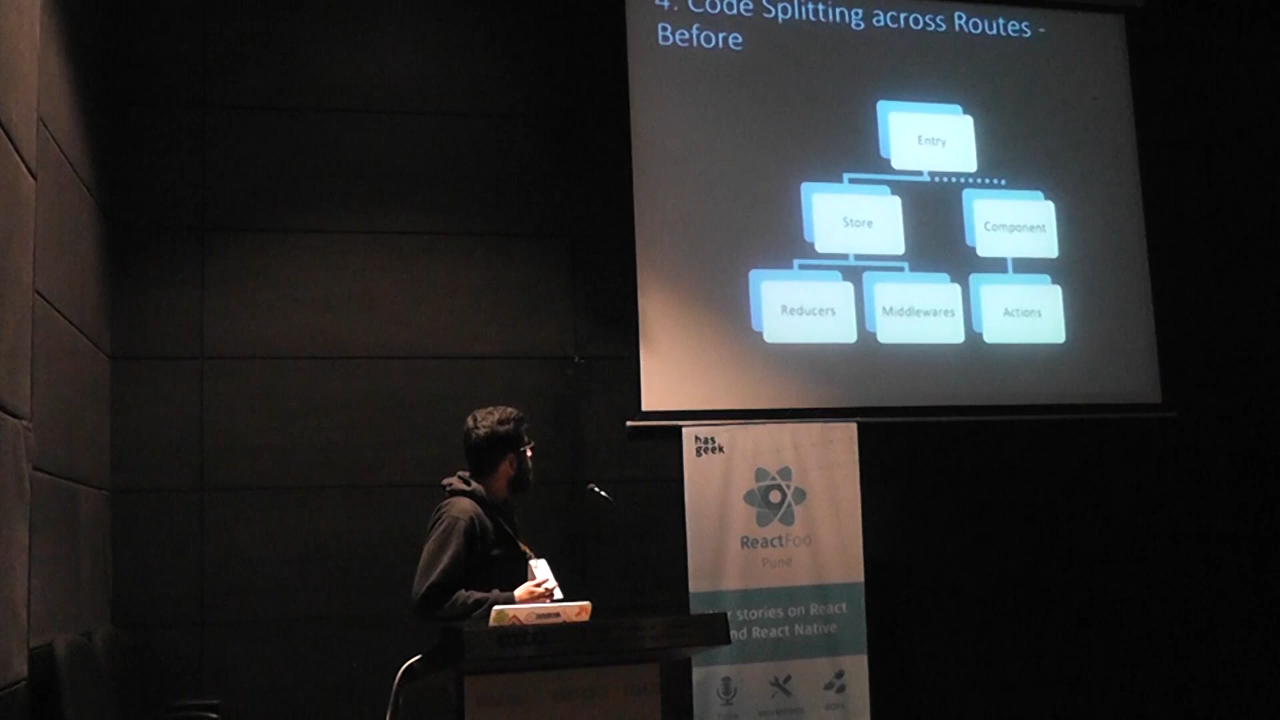 4. Code Splitting across Routes -
Before
Entry
Store
Component
Reducers
Middlewares
Actions
has
geek
ReactFoo
Pune
stories on React
React Native